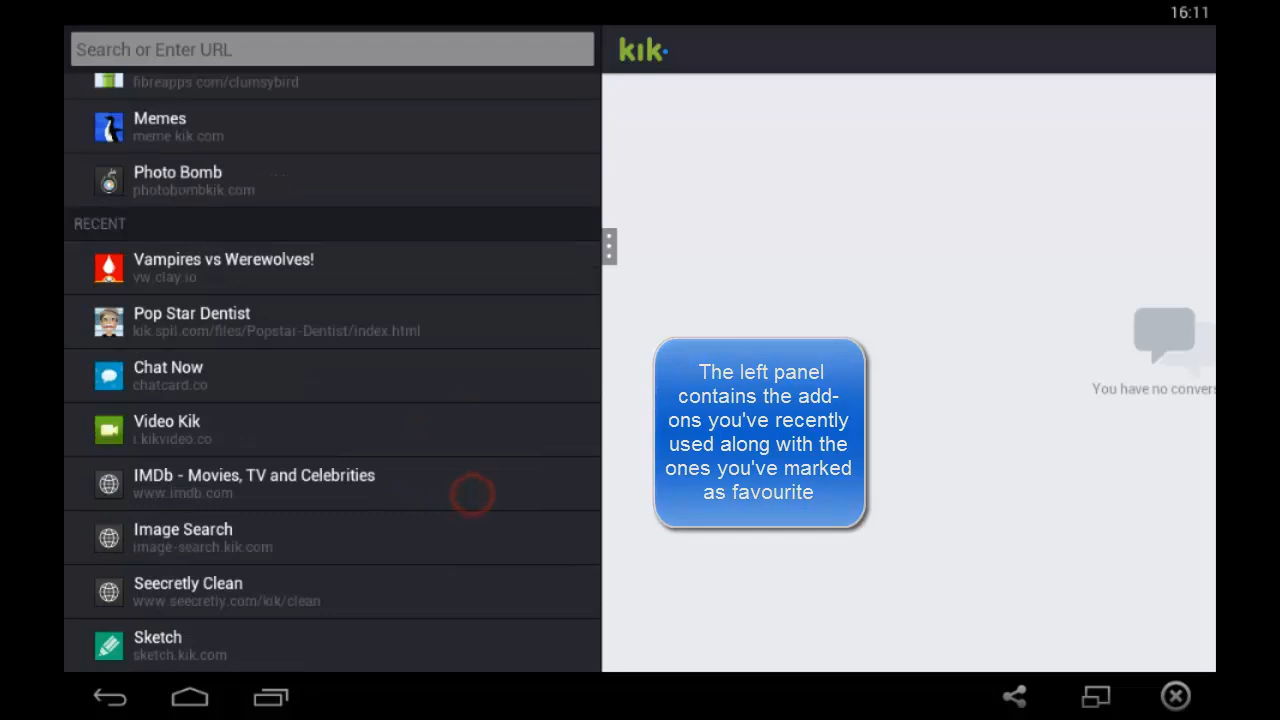 16:11
Search or Enter URL
kik.
fibreapps com/clumsybird
Memes
meme kik.com
Photo Bomb
photobombkik com
RECENT
Vampires vs Werewolves!
vw.clay.io
Pop Star Dentist
kik.spil.com/files/Popstar-Dentist/index.html
Chat Now
chatcard.co
Video Kik
i.kikvideo.co
IMDb - Movies, TV and Celebrities
www.imdb.com
Image Search
image-search.kik.com
Seecretly Clean
www seecretly.com/kik/clean
Sketch
sketch.kik.com
The left panel
contains the add-
ons you've recently
used along with the
ones you've marked
as favourite
You have no convers